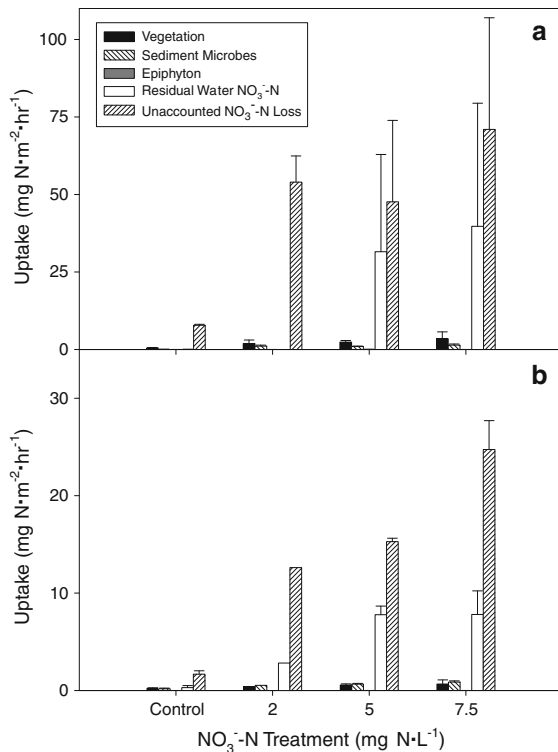 100
75
50
25
0
Uptake (mg N·m⁻²·hr⁻¹)
Vegetation
Sediment Microbes
Epiphyton
Residual Water NO₃⁻-N
Unaccounted NO₃⁻-N Loss
a
30
20
10
0
Uptake (mg N·m⁻²·hr⁻¹)
b
Control 2 5 7.5
NO₃⁻-N Treatment (mg N·L⁻¹)